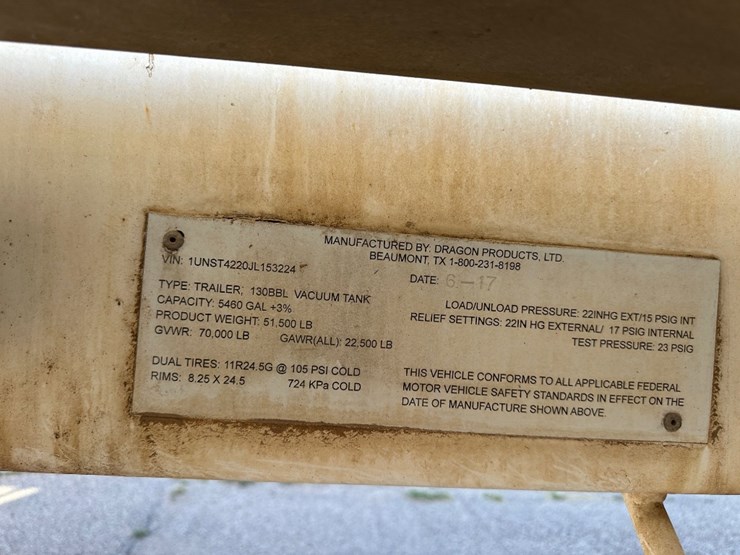 MANUFACTURED BY: DRAGON PRODUCTS, LTD.
BEAUMONT, TX 1-800-231-8198
VIN: 1UNST4220JL153224
DATE: 6-17
TYPE: TRAILER, 130BBL VACUUM TANK
CAPACITY: 5460 GAL +3%
PRODUCT WEIGHT: 51,500 LB
GVWR: 70,000 LB GAWR(ALL): 22,500 LB
LOAD/UNLOAD PRESSURE: 22INHG EXT/15 PSIG INT
RELIEF SETTINGS: 22IN HG EXTERNAL/ 17 PSIG INTERNAL
TEST PRESSURE: 23 PSIG
DUAL TIRES: 11R24.5G @ 105 PSI COLD
RIMS: 8.25 X 24.5 724 KPa COLD
THIS VEHICLE CONFORMS TO ALL APPLICABLE FEDERAL
MOTOR VEHICLE SAFETY STANDARDS IN EFFECT ON THE
DATE OF MANUFACTURE SHOWN ABOVE.